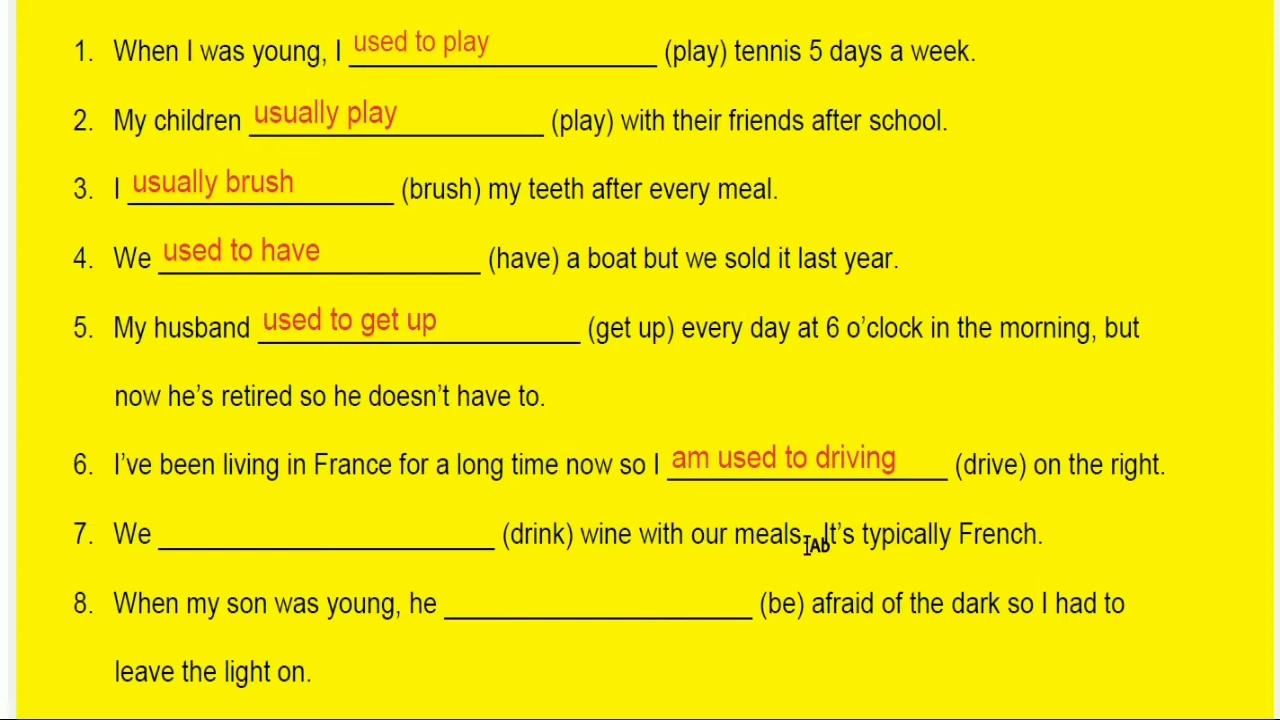 1. When I was young, I used to play (play) tennis 5 days a week.
2. My children usually play (play) with their friends after school.
3. I usually brush (brush) my teeth after every meal.
4. We used to have (have) a boat but we sold it last year.
5. My husband used to get up (get up) every day at 6 o’clock in the morning, but
now he’s retired so he doesn’t have to.
6. I’ve been living in France for a long time now so I am used to driving (drive) on the right.
7. We ____________________ (drink) wine with our meals. It’s typically French.
8. When my son was young, he ____________________ (be) afraid of the dark so I had to
leave the light on.